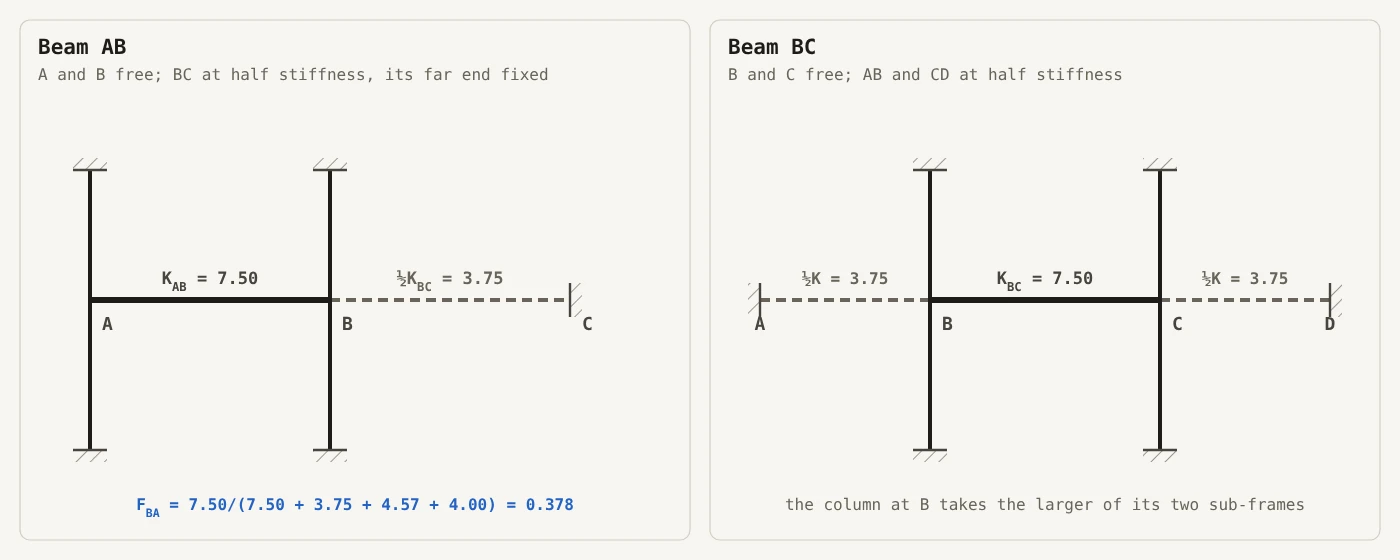 Beam AB
A and B free; BC at half stiffness, its far end fixed
K_AB = 7.50
½K_BC = 3.75
A
B
C
F_BA = 7.50/(7.50 + 3.75 + 4.57 + 4.00) = 0.378
Beam BC
B and C free; AB and CD at half stiffness
½K = 3.75
K_BC = 7.50
½K = 3.75
A
B
C
D
the column at B takes the larger of its two sub-frames